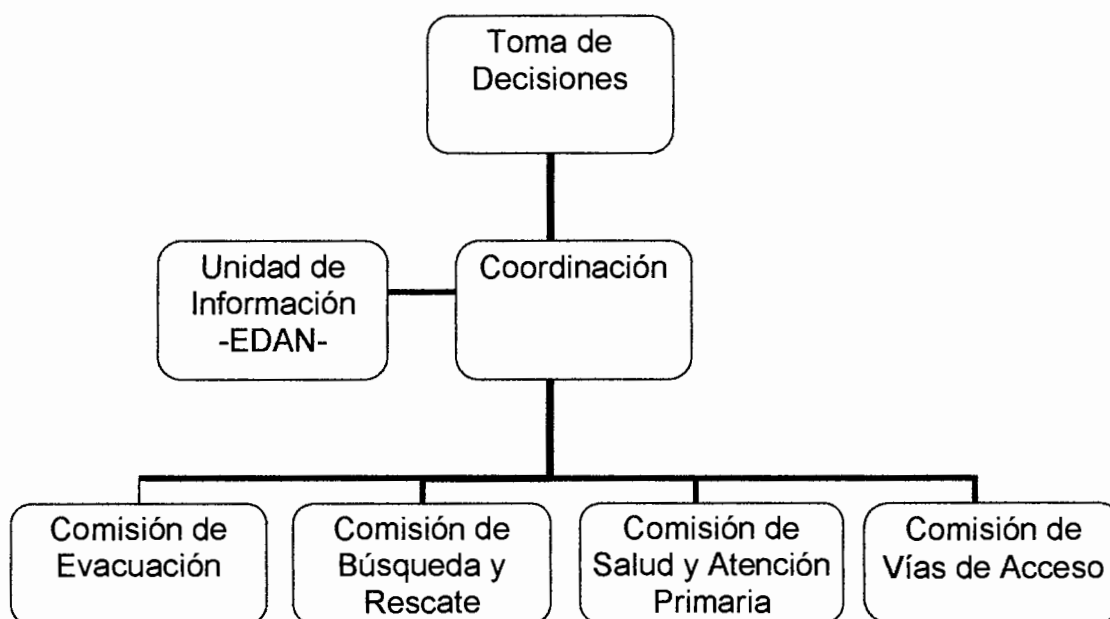 Toma de
Decisiones
Unidad de
Información
-EDAN-
Coordinación
Comisión de
Evacuación
Comisión de
Búsqueda y
Rescate
Comisión de
Salud y Atención
Primaria
Comisión de
Vías de Acceso